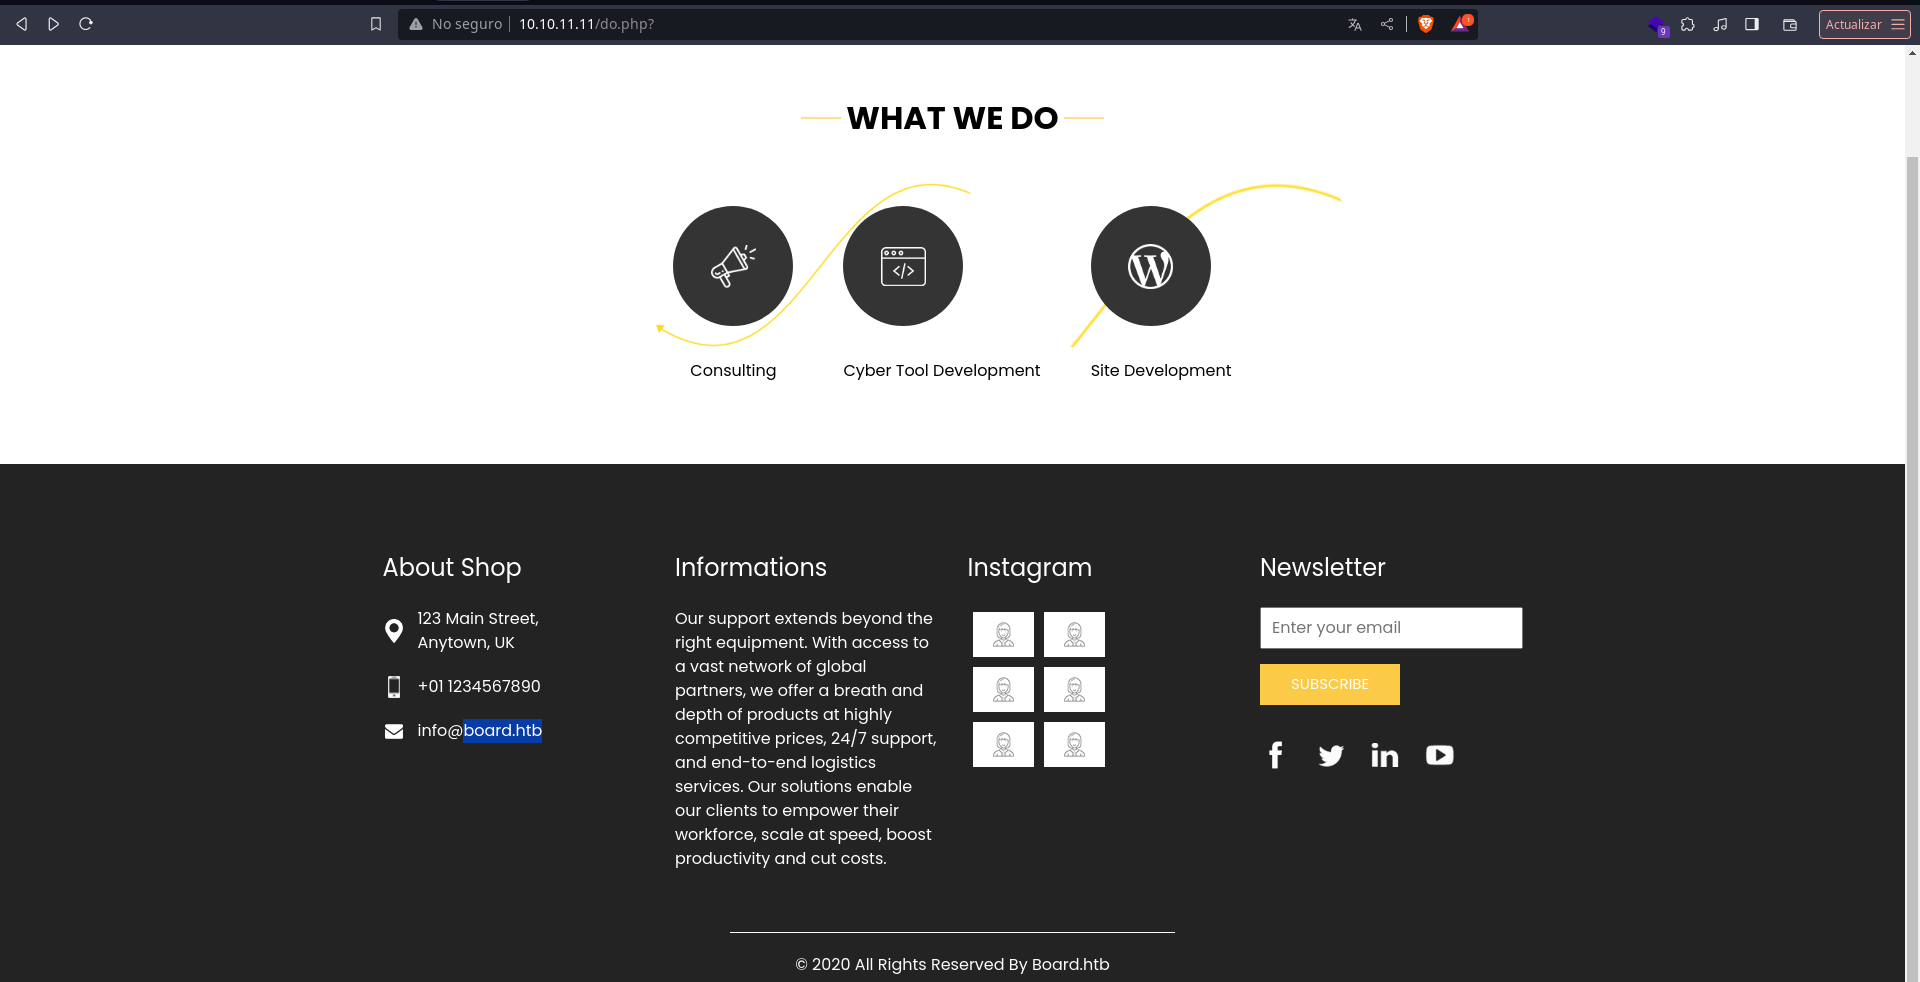 No seguro
10.10.11.11/do.php?
9
Actualizar
WHAT WE DO
Consulting
Cyber Tool Development
Site Development
About Shop
123 Main Street,
Anytown, UK
+01 1234567890
info@board.htb
Informations
Our support extends beyond the
right equipment. With access to
a vast network of global
partners, we offer a breath and
depth of products at highly
competitive prices, 24/7 support,
and end-to-end logistics
services. Our solutions enable
our clients to empower their
workforce, scale at speed, boost
productivity and cut costs.
Instagram
Newsletter
Enter your email
SUBSCRIBE
© 2020 All Rights Reserved By Board.htb